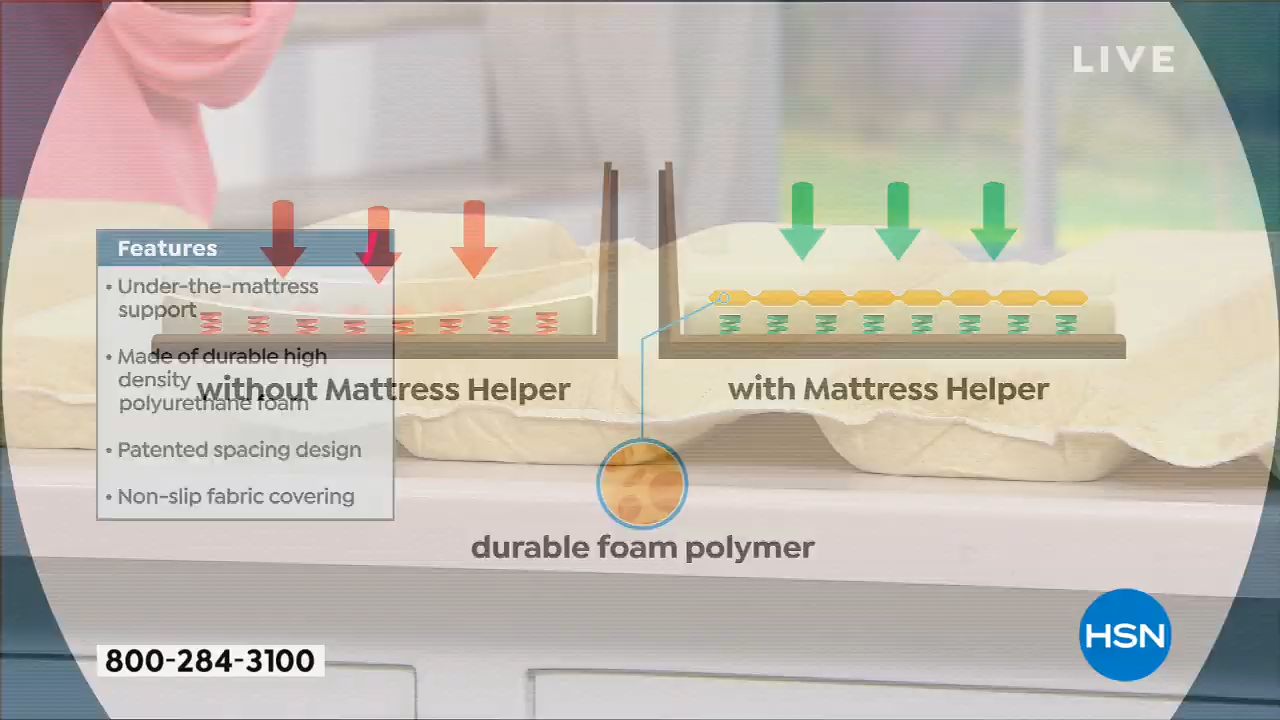 LIVE
Features
• Under-the-mattress
support
• Made of durable high
density
polyurethane foam
• Patented spacing design
• Non-slip fabric covering
without Mattress Helper
with Mattress Helper
durable foam polymer
800-284-3100
HSN